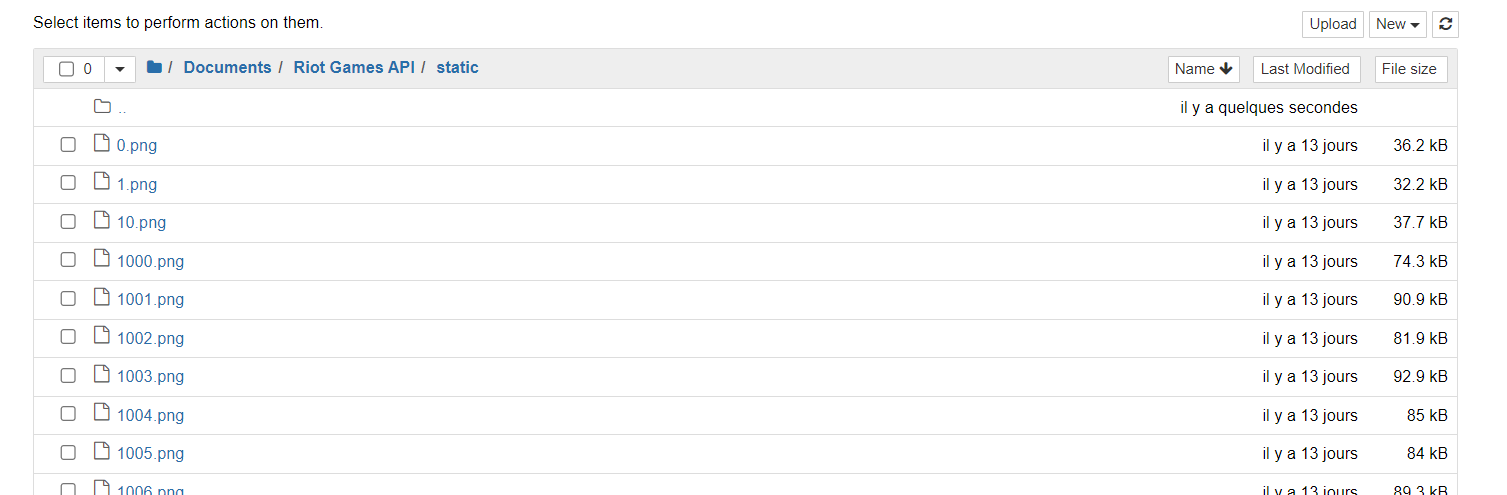 Select items to perform actions on them.
Upload New
0 / Documents / Riot Games API / static Name Last Modified File size
.. il y a quelques secondes
0.png il y a 13 jours 36.2 kB
1.png il y a 13 jours 32.2 kB
10.png il y a 13 jours 37.7 kB
1000.png il y a 13 jours 74.3 kB
1001.png il y a 13 jours 90.9 kB
1002.png il y a 13 jours 81.9 kB
1003.png il y a 13 jours 92.9 kB
1004.png il y a 13 jours 85 kB
1005.png il y a 13 jours 84 kB
1006.png il y a 13 jours 89.3 kB